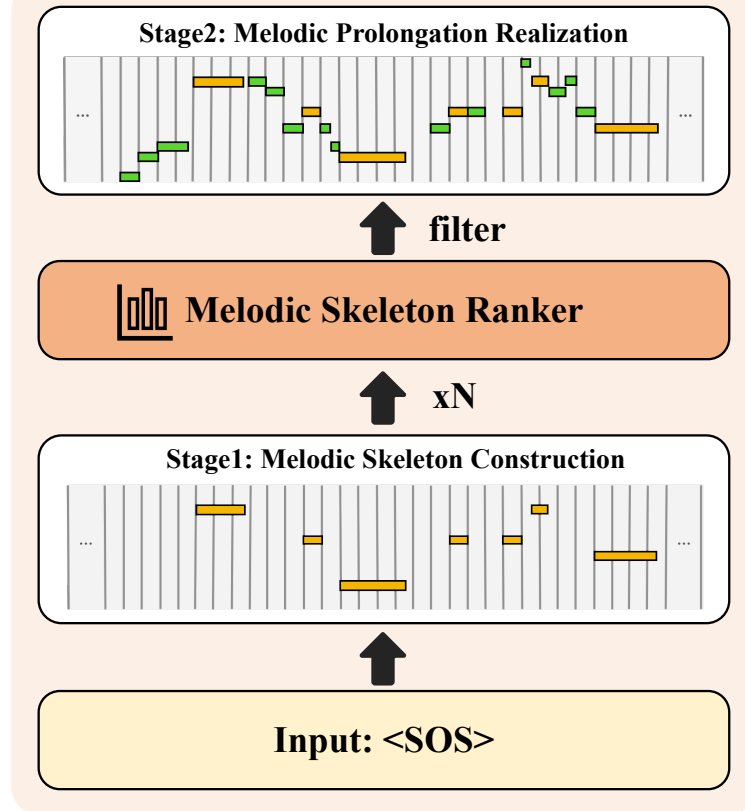 Stage2: Melodic Prolongation Realization
... ...
filter
Melodic Skeleton Ranker
xN
Stage1: Melodic Skeleton Construction
... ...
Input: <SOS>